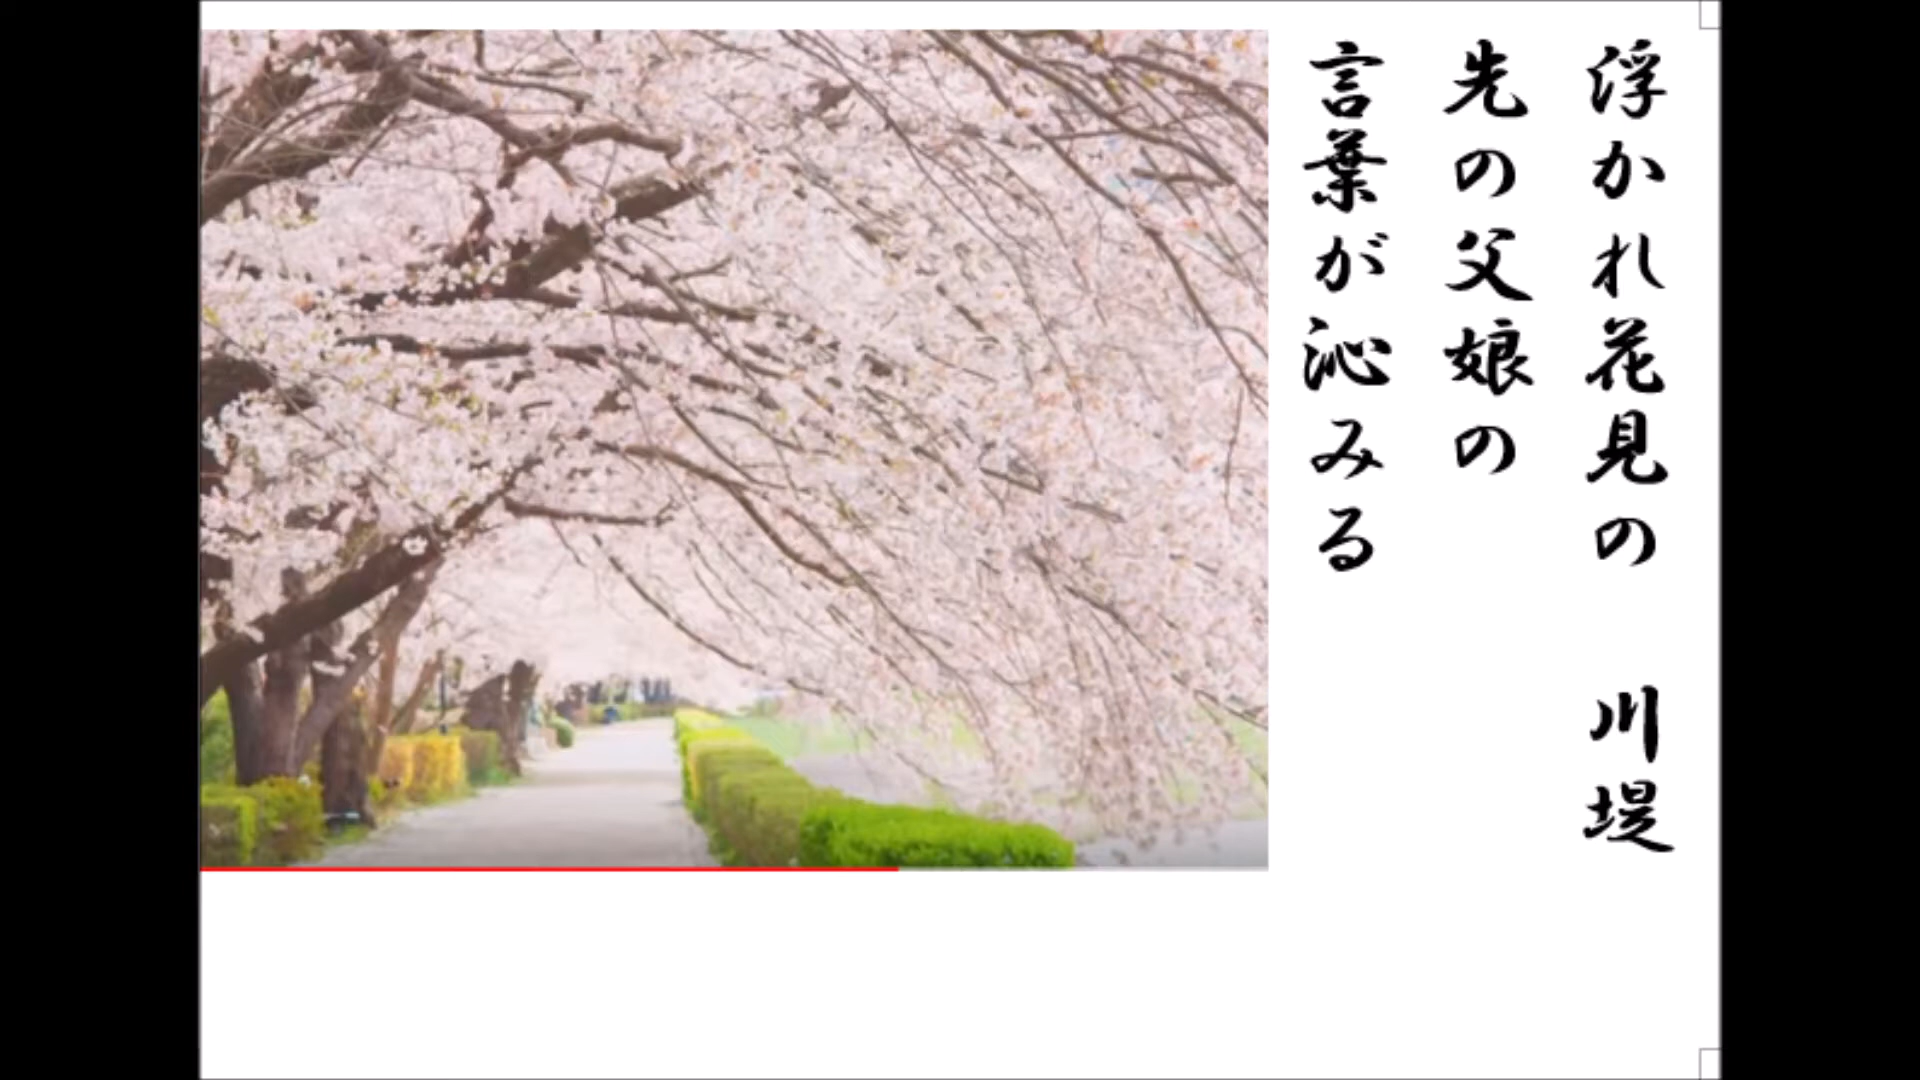 浮かれ花見の　川堤
先の父娘の
言葉が沁みる